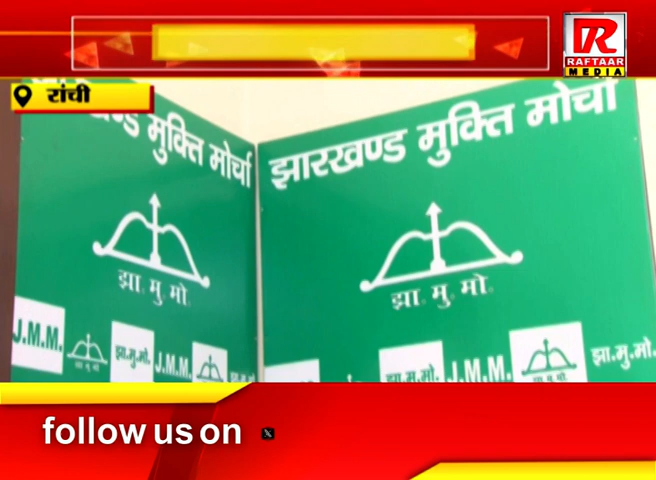 RAFTAAR
MEDIA
रांची
मुक्ति मोर्चा
झारखण्ड मुक्ति मोर्चा
झा. मु. मो.
झा. मु. मो.
J.M.M.
झा. मु. मो.
झा.मु.मो.
J.M.M.
झा.मु.मो.
J.M.M.
झा.मु.मो.
follow us on X